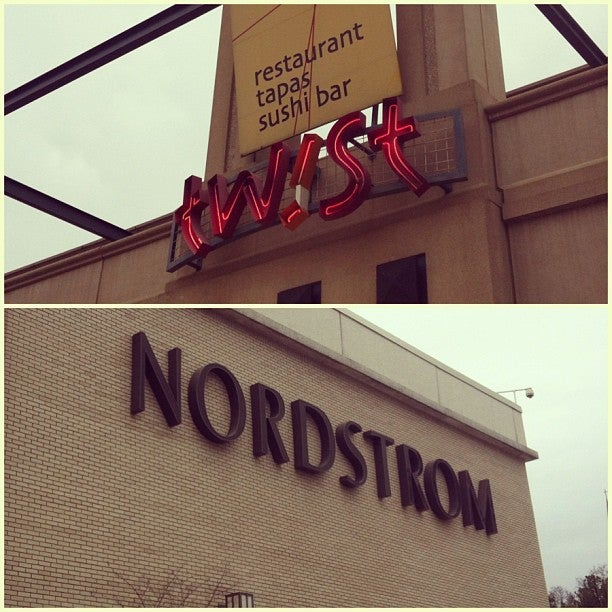 restaurant
tapas
sushi bar
tw!st
NORDSTROM